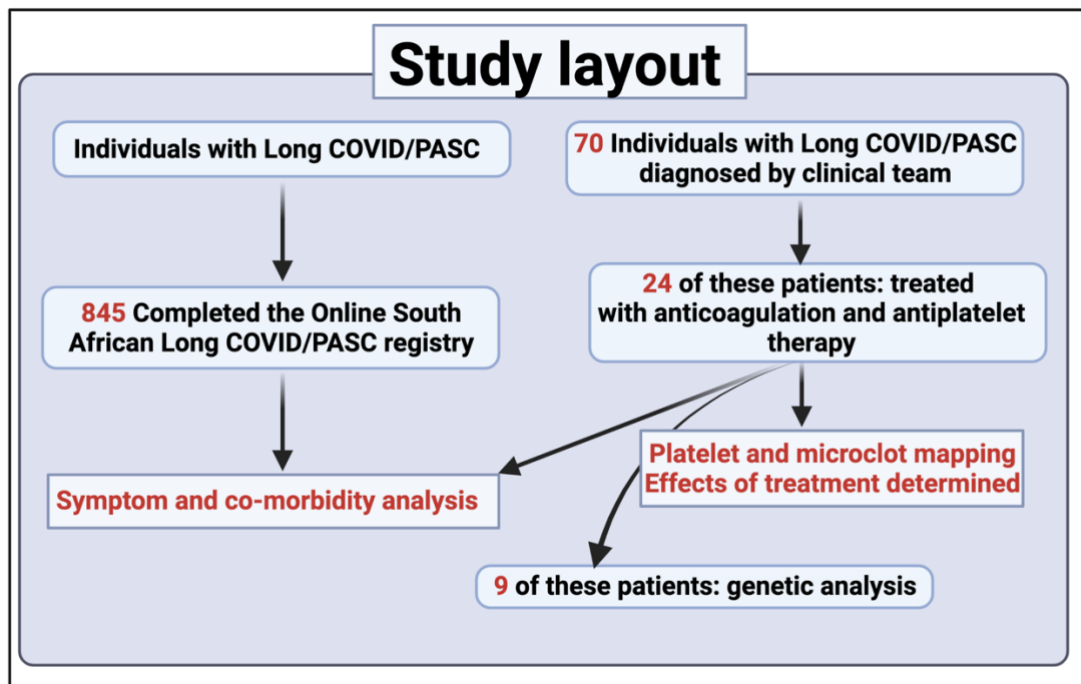 Study layout
Individuals with Long COVID/PASC
70 Individuals with Long COVID/PASC
diagnosed by clinical team
845 Completed the Online South
African Long COVID/PASC registry
24 of these patients: treated
with anticoagulation and antiplatelet
therapy
Symptom and co-morbidity analysis
Platelet and microclot mapping
Effects of treatment determined
9 of these patients: genetic analysis